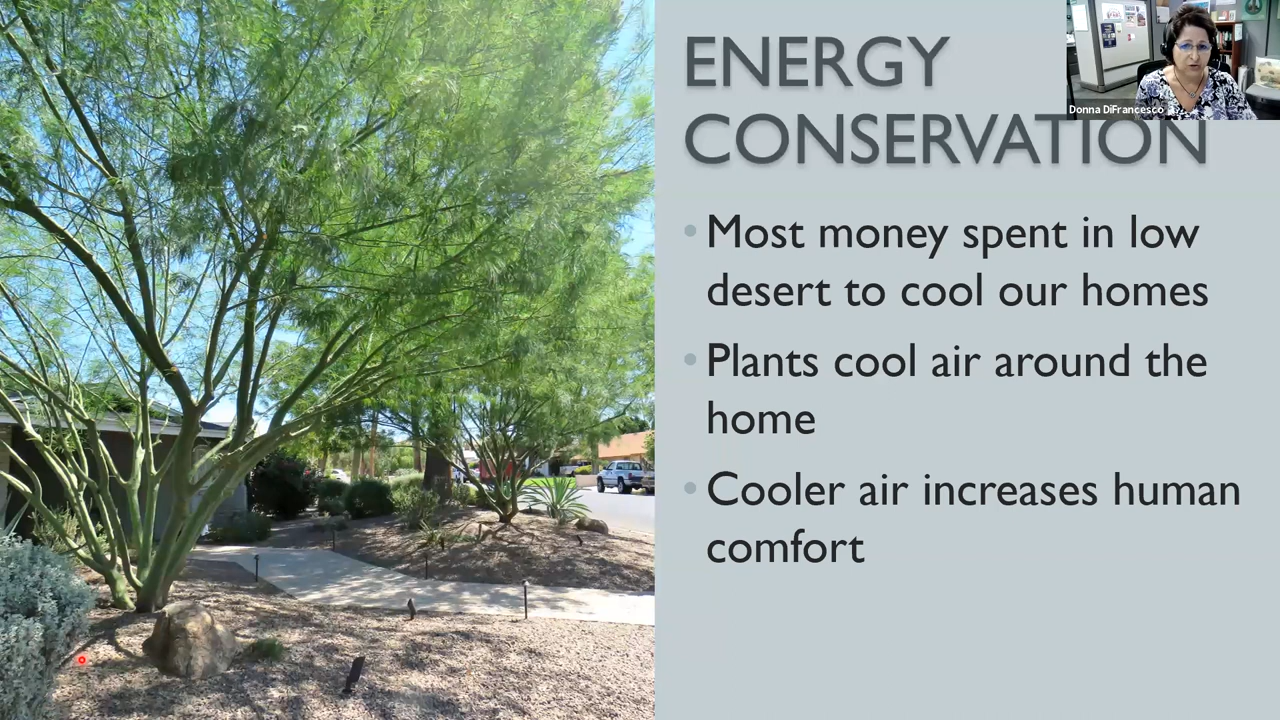 ENERGY
CONSERVATION
Donna DiFrancesco
• Most money spent in low
desert to cool our homes
• Plants cool air around the
home
• Cooler air increases human
comfort